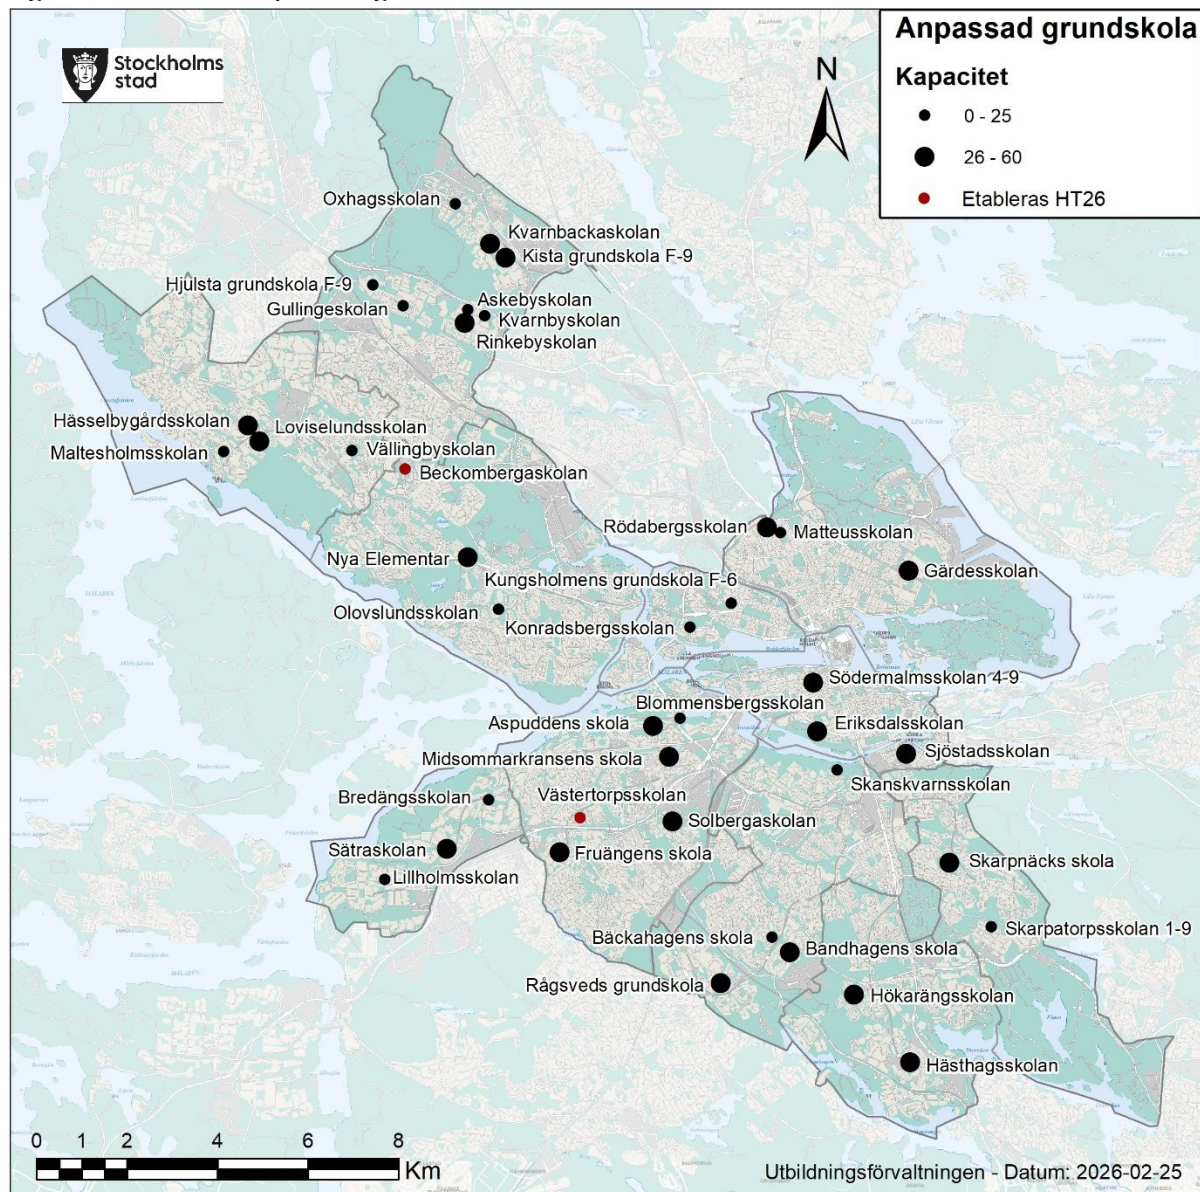 Anpassad grundskola
Kapacitet
0 - 25
26 - 60
Etableras HT26
Stockholms
stad
N
Oxhagsskolan
Kvarnbackaskolan
Kista grundskola F-9
Hjulsta grundskola F-9
Gullingeskolan
Askebyskolan
Kvarnbyskolan
Rinkebyskolan
Hässelbygårdsskolan
Loviselundsskolan
Maltesholmsskolan
Vällingbyskolan
Beckombergaskolan
Rödabergsskolan
Matteusskolan
Nya Elementar
Gärdesskolan
Kungsholmens grundskola F-6
Olovslundsskolan
Konradsbergsskolan
Södermalmsskolan 4-9
Blommensbergsskolan
Aspuddens skola
Eriksdalsskolan
Midsommarkransens skola
Sjöstadsskolan
Skanskvarnsskolan
Bredängsskolan
Västertorpsskolan
Solbergaskolan
Sätraskolan
Fruängens skola
Skarpnäcks skola
Lillholmsskolan
Skarpatorpsskolan 1-9
Bäckahagens skola
Bandhagens skola
Rågsveds grundskola
Hökarängsskolan
Hästhagsskolan
0 1 2 4 6 8
Km
Utbildningsförvaltningen - Datum: 2026-02-25